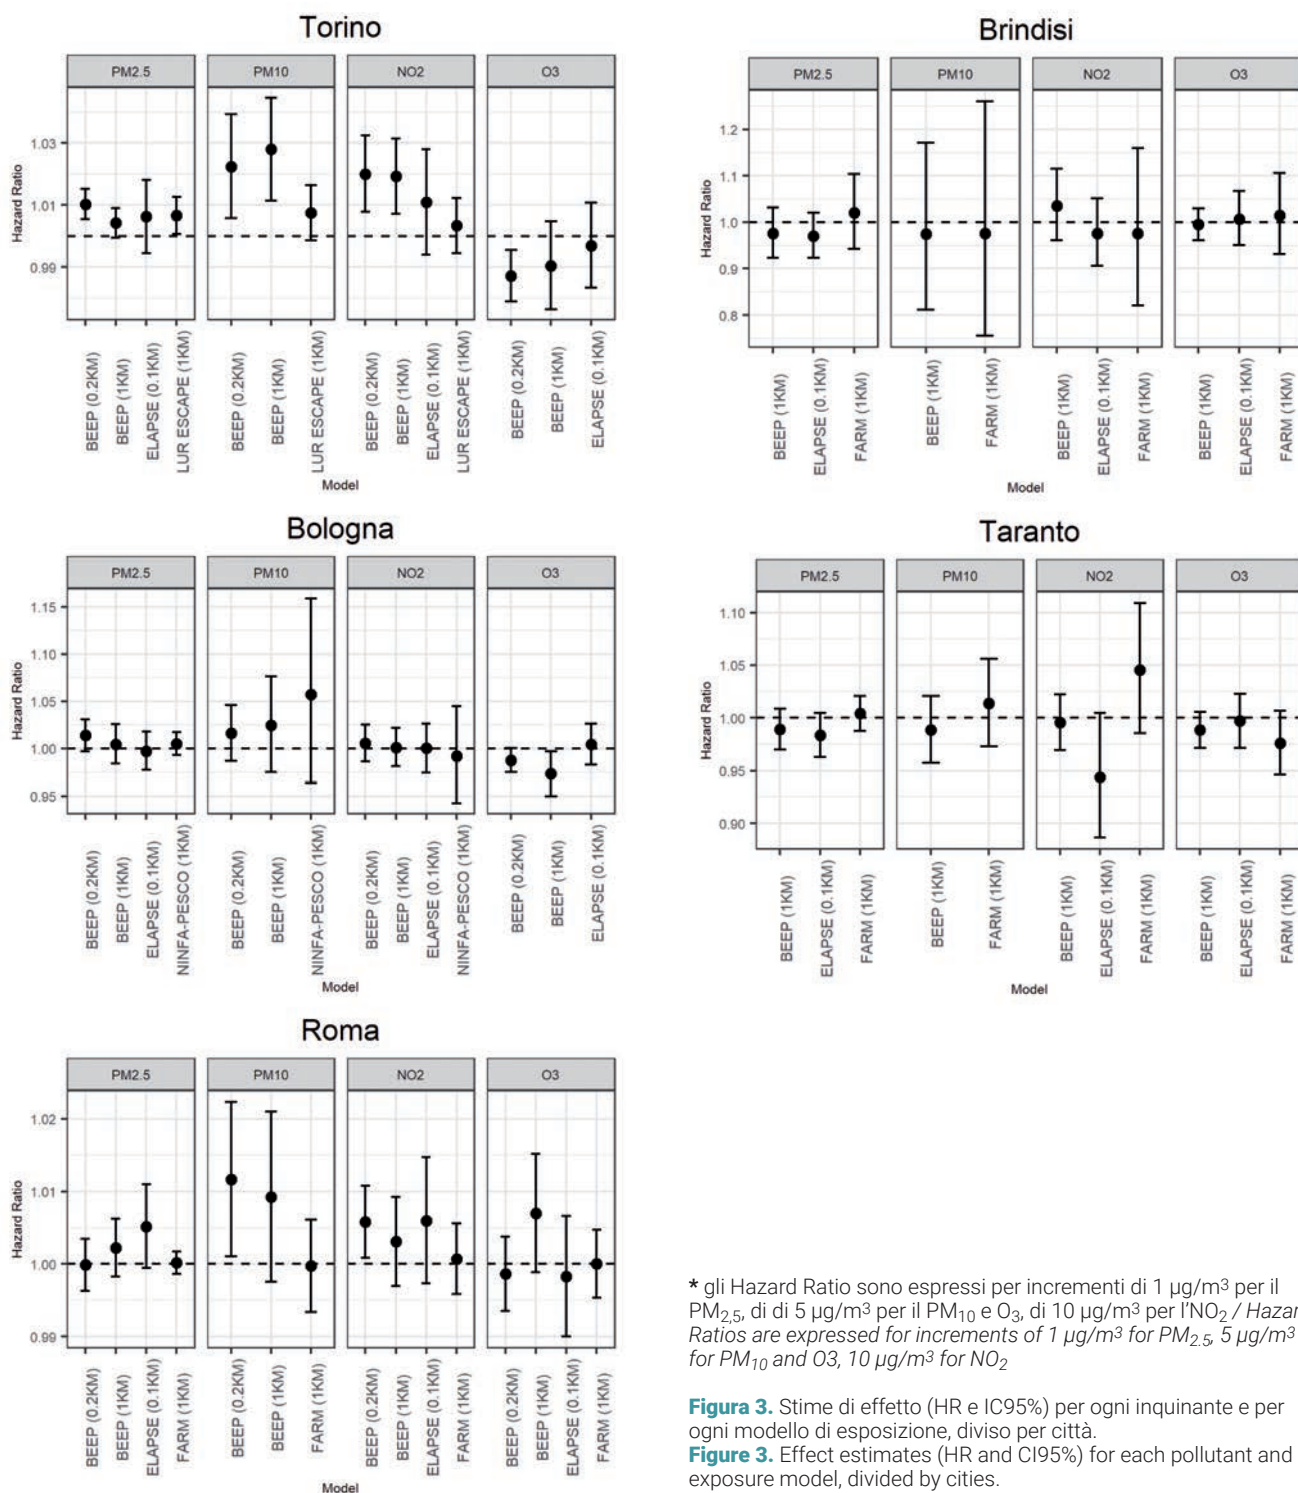 Torino
PM2.5 PM10 NO2 O3
Hazard Ratio
1.03
1.01
0.99
BEEP (0.2KM)
BEEP (1KM)
ELAPSE (0.1KM)
LUR ESCAPE (1KM)
BEEP (0.2KM)
BEEP (1KM)
LUR ESCAPE (1KM)
BEEP (0.2KM)
BEEP (1KM)
ELAPSE (0.1KM)
LUR ESCAPE (1KM)
BEEP (0.2KM)
BEEP (1KM)
ELAPSE (0.1KM)
Model
Brindisi
PM2.5 PM10 NO2 O3
Hazard Ratio
1.2
1.1
1.0
0.9
0.8
BEEP (1KM)
ELAPSE (0.1KM)
FARM (1KM)
BEEP (1KM)
FARM (1KM)
BEEP (1KM)
ELAPSE (0.1KM)
FARM (1KM)
BEEP (1KM)
ELAPSE (0.1KM)
FARM (1KM)
Model
Bologna
PM2.5 PM10 NO2 O3
Hazard Ratio
1.15
1.10
1.05
1.00
0.95
BEEP (0.2KM)
BEEP (1KM)
ELAPSE (0.1KM)
NINFA-PESCO (1KM)
BEEP (0.2KM)
BEEP (1KM)
NINFA-PESCO (1KM)
BEEP (0.2KM)
BEEP (1KM)
ELAPSE (0.1KM)
NINFA-PESCO (1KM)
BEEP (0.2KM)
BEEP (1KM)
ELAPSE (0.1KM)
Model
Taranto
PM2.5 PM10 NO2 O3
Hazard Ratio
1.10
1.05
1.00
0.95
0.90
BEEP (1KM)
ELAPSE (0.1KM)
FARM (1KM)
BEEP (1KM)
FARM (1KM)
BEEP (1KM)
ELAPSE (0.1KM)
FARM (1KM)
BEEP (1KM)
ELAPSE (0.1KM)
FARM (1KM)
Model
Roma
PM2.5 PM10 NO2 O3
Hazard Ratio
1.02
1.01
1.00
0.99
BEEP (0.2KM)
BEEP (1KM)
ELAPSE (0.1KM)
FARM (1KM)
BEEP (0.2KM)
BEEP (1KM)
FARM (1KM)
BEEP (0.2KM)
BEEP (1KM)
ELAPSE (0.1KM)
FARM (1KM)
BEEP (0.2KM)
BEEP (1KM)
ELAPSE (0.1KM)
FARM (1KM)
Model
* gli Hazard Ratio sono espressi per incrementi di 1 µg/m3 per il
PM2,5, di di 5 µg/m3 per il PM10 e O3, di 10 µg/m3 per l'NO2 / Hazar
Ratios are expressed for increments of 1 µg/m3 for PM2.5, 5 µg/m3
for PM10 and O3, 10 µg/m3 for NO2
Figura 3. Stime di effetto (HR e IC95%) per ogni inquinante e per
ogni modello di esposizione, diviso per città.
Figure 3. Effect estimates (HR and CI95%) for each pollutant and
exposure model, divided by cities.